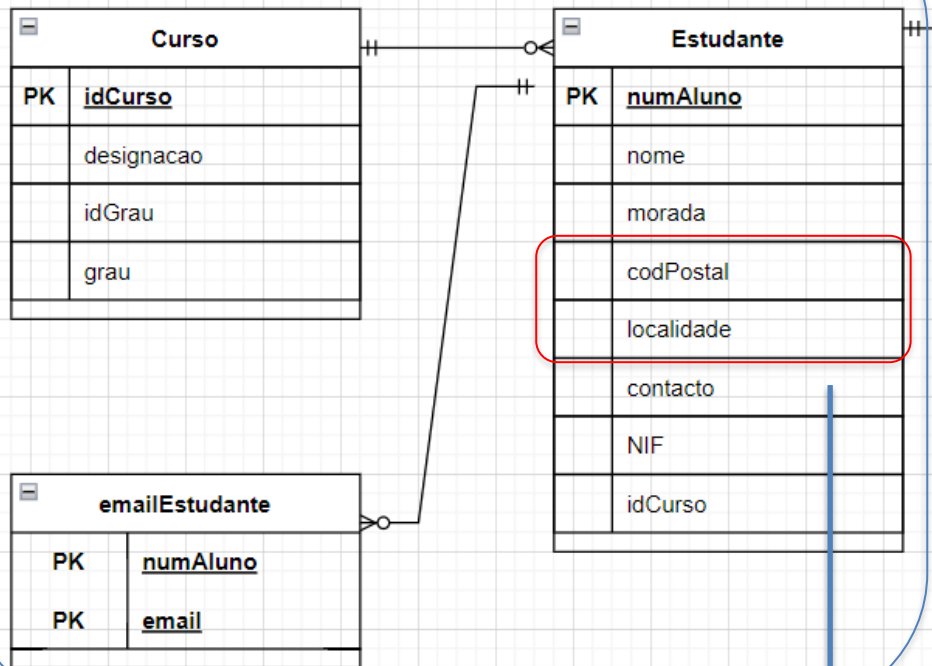 Curso
PK idCurso
designacao
idGrau
grau
Estudante
PK numAluno
nome
morada
codPostal
localidade
contacto
NIF
idCurso
emailEstudante
PK numAluno
PK email